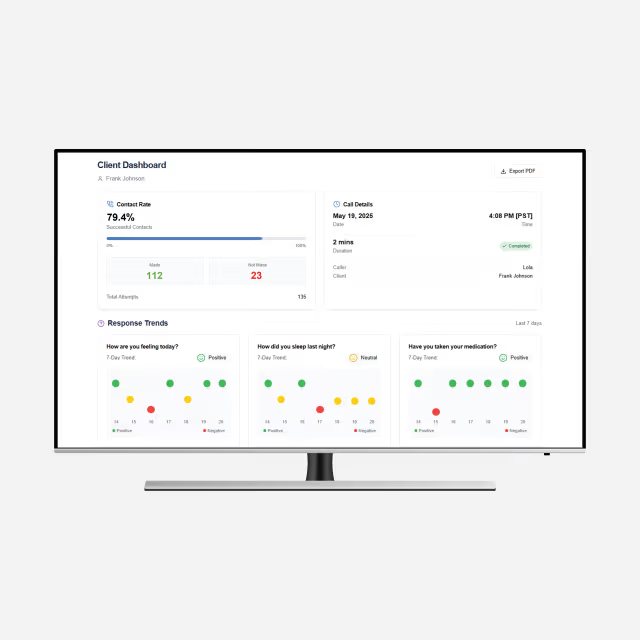 Client Dashboard
Frank Johnson
Export PDF
Contact Rate
79.4%
Successful Contacts
0%
100%
Made
112
Not Made
23
Total Attempts
135
Call Details
May 19, 2025
4:08 PM [PST]
Date
Time
2 mins
Duration
Completed
Caller
Lola
Client
Frank Johnson
Response Trends
Last 7 days
How are you feeling today?
7-Day Trend:
Positive
14 15 16 17 18 19 20
Positive
Negative
How did you sleep last night?
7-Day Trend:
Neutral
14 15 16 17 18 19 20
Positive
Negative
Have you taken your medication?
7-Day Trend:
Positive
14 15 16 17 18 19 20
Positive
Negative